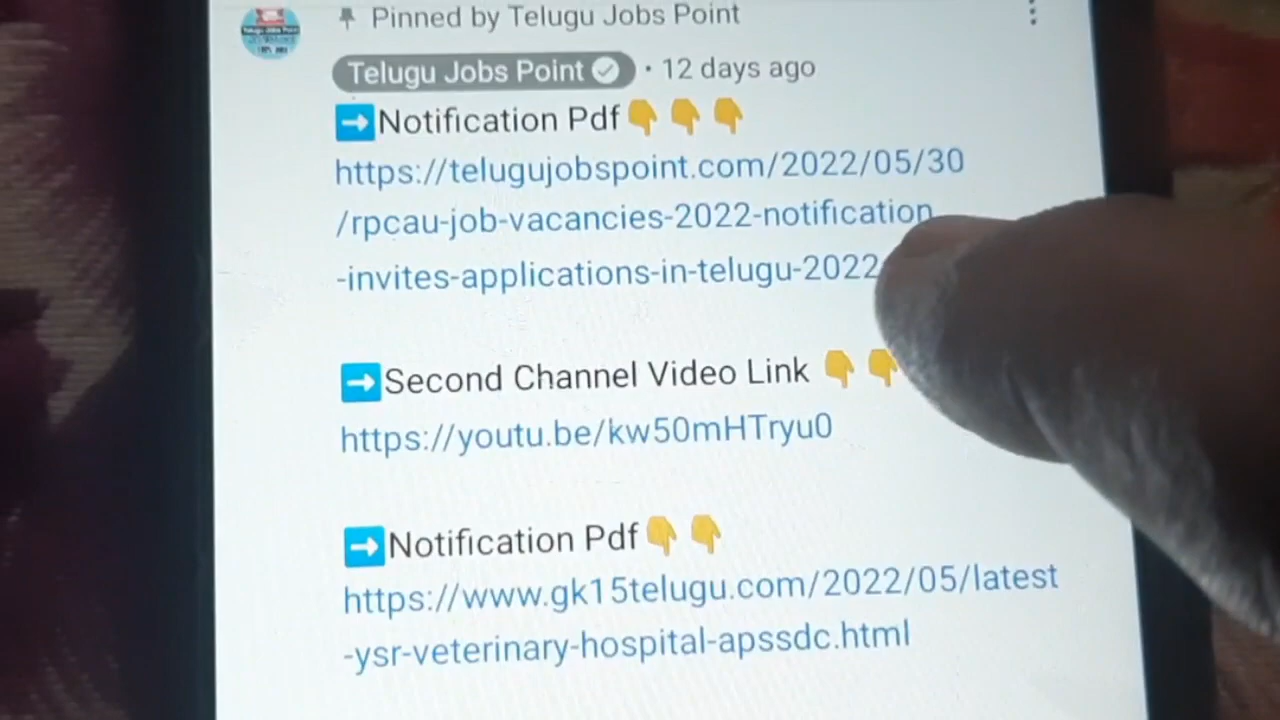 Pinned by Telugu Jobs Point
Telugu Jobs Point · 12 days ago
➡️Notification Pdf👇👇👇
https://telugujobspoint.com/2022/05/30
/rpcau-job-vacancies-2022-notification
-invites-applications-in-telugu-2022
➡️Second Channel Video Link 👇👇
https://youtu.be/kw50mHTryu0
➡️Notification Pdf👇👇
https://www.gk15telugu.com/2022/05/latest
-ysr-veterinary-hospital-apssdc.html